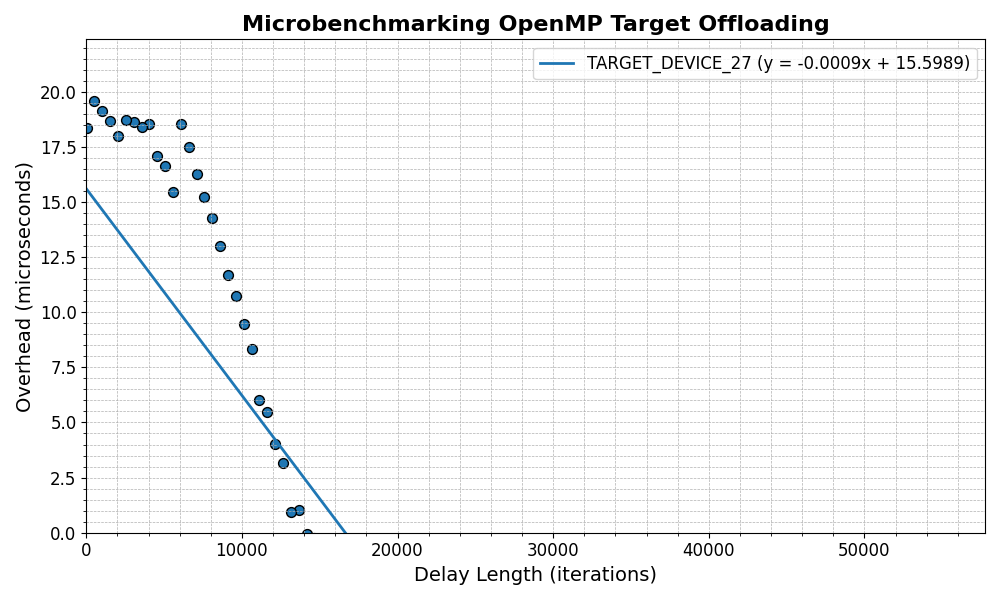 Microbenchmarking OpenMP Target Offloading
TARGET_DEVICE_27 (y = -0.0009x + 15.5989)
20.0
17.5
15.0
12.5
10.0
7.5
5.0
2.5
0.0
Overhead (microseconds)
0 10000 20000 30000 40000 50000
Delay Length (iterations)